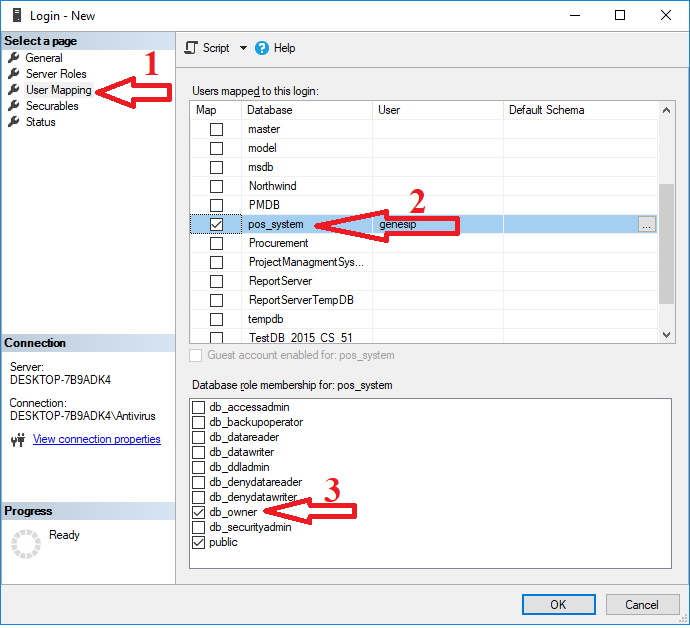 Login - New
Select a page
General
Server Roles
User Mapping
Securables
Status
1
Script
Help
Users mapped to this login:
Map Database User Default Schema
master
model
msdb
Northwind
PMDB
2
pos_system genesip ...
Procurement
ProjectManagmentSys...
ReportServer
ReportServerTempDB
tempdb
TestDB_2015_CS_51
Guest account enabled for: pos_system
Database role membership for: pos_system
db_accessadmin
db_backupoperator
db_datareader
db_datawriter
db_ddladmin
db_denydatareader
db_denydatawriter
3
db_owner
db_securityadmin
public
Connection
Server:
DESKTOP-7B9ADK4
Connection:
DESKTOP-7B9ADK4\Antivirus
View connection properties
Progress
Ready
OK Cancel